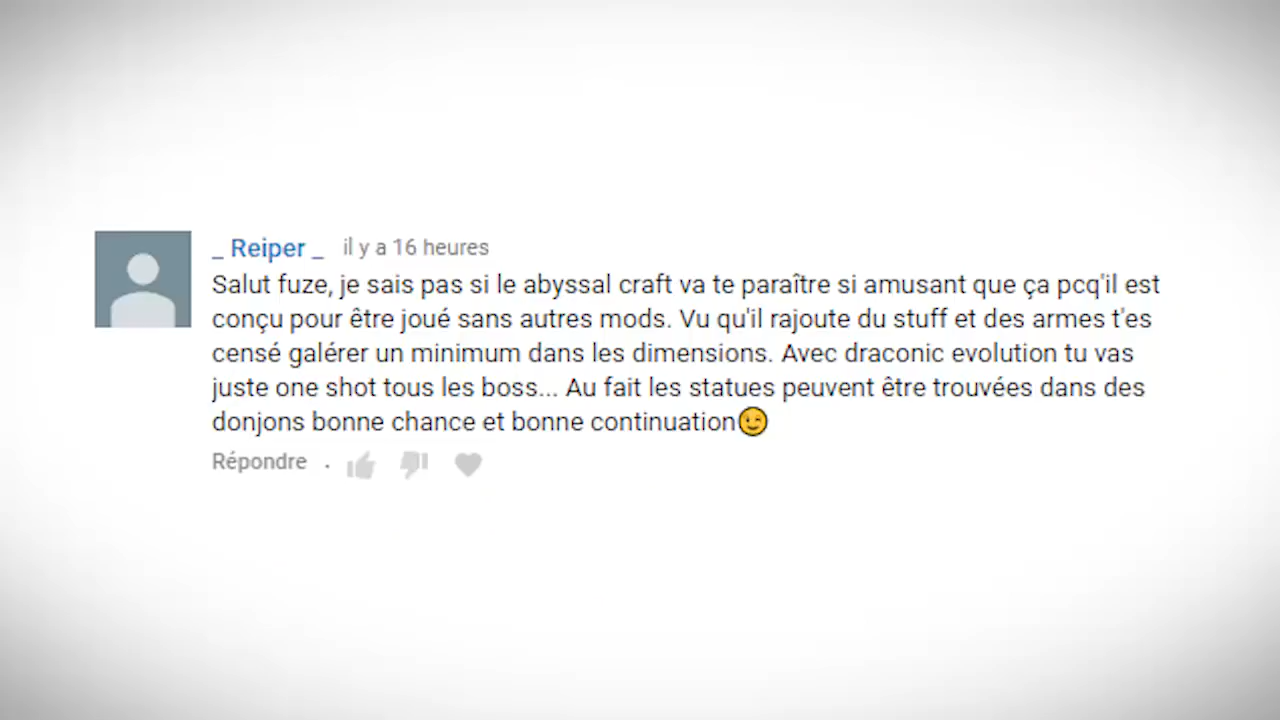 _ Reiper _ il y a 16 heures
Salut fuze, je sais pas si le abyssal craft va te paraître si amusant que ça pcq'il est
conçu pour être joué sans autres mods. Vu qu'il rajoute du stuff et des armes t'es
censé galérer un minimum dans les dimensions. Avec draconic evolution tu vas
juste one shot tous les boss... Au fait les statues peuvent être trouvées dans des
donjons bonne chance et bonne continuation😉
Répondre .